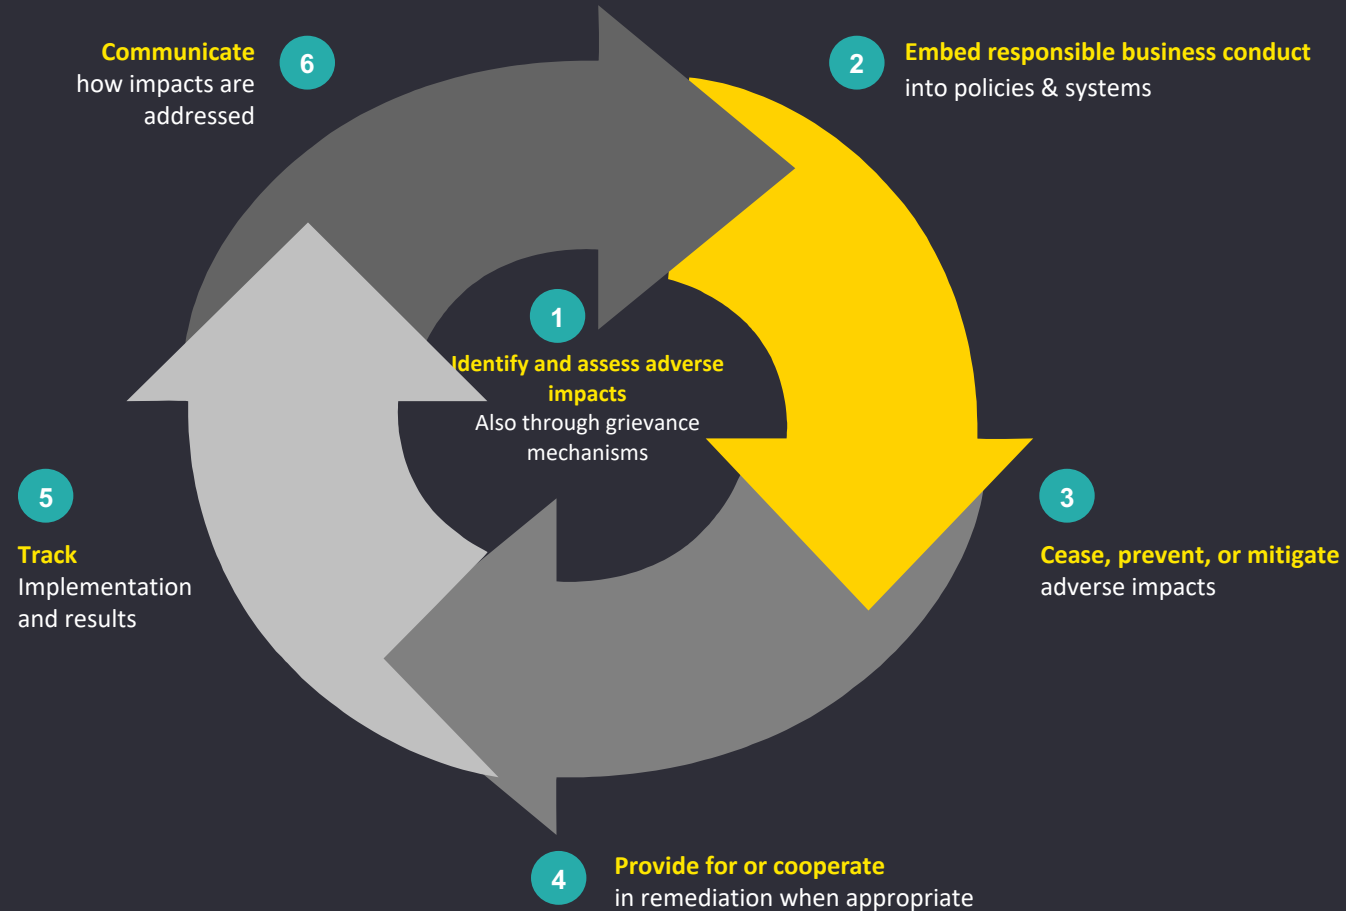 1
Identify and assess adverse
impacts
Also through grievance
mechanisms
2
Embed responsible business conduct
into policies & systems
3
Cease, prevent, or mitigate
adverse impacts
4
Provide for or cooperate
in remediation when appropriate
5
Track
Implementation
and results
6
Communicate
how impacts are
addressed